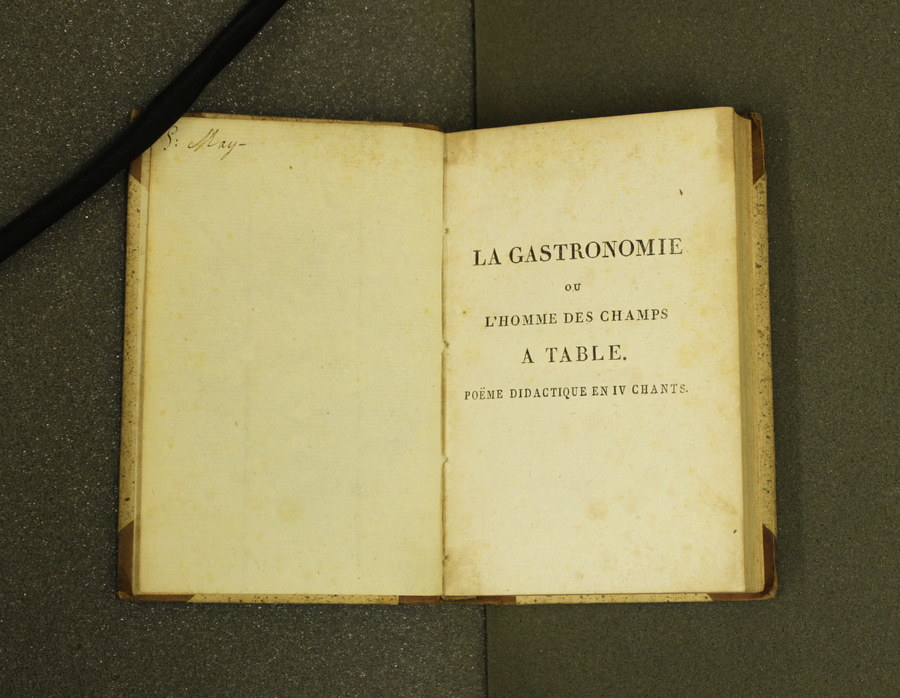 May-
LA GASTRONOMIE
OU
L'HOMME DES CHAMPS
A TABLE.
POËME DIDACTIQUE EN IV CHANTS.